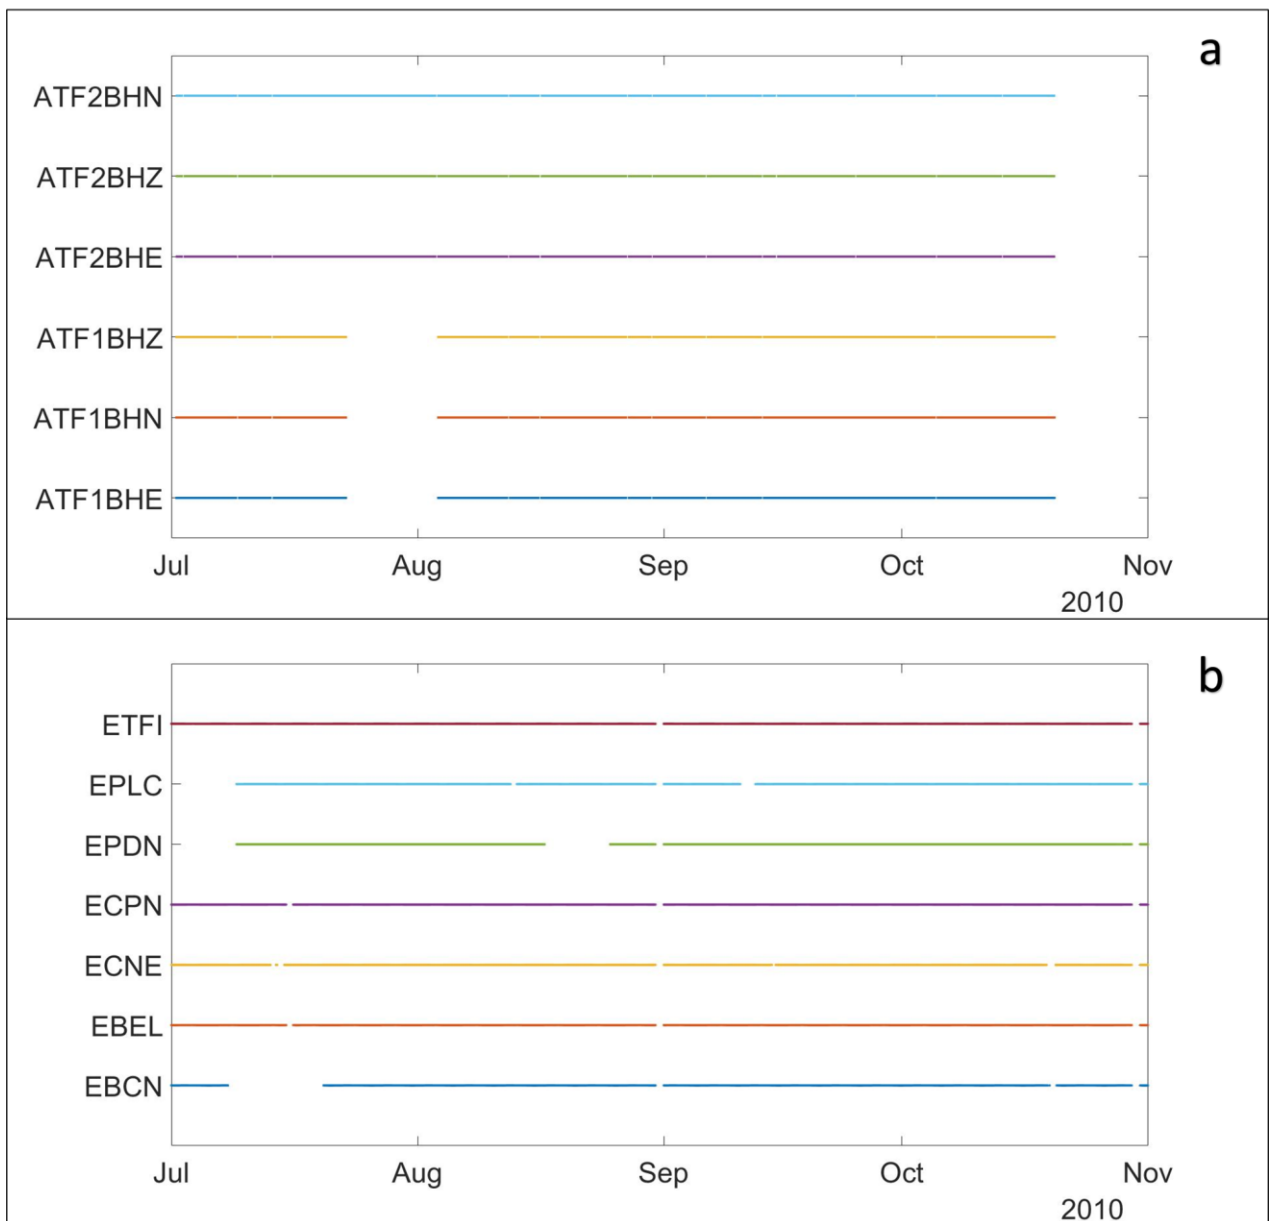 a
ATF2BHN
ATF2BHZ
ATF2BHE
ATF1BHZ
ATF1BHN
ATF1BHE
Jul Aug Sep Oct Nov
2010
b
ETFI
EPLC
EPDN
ECPN
ECNE
EBEL
EBCN
Jul Aug Sep Oct Nov
2010